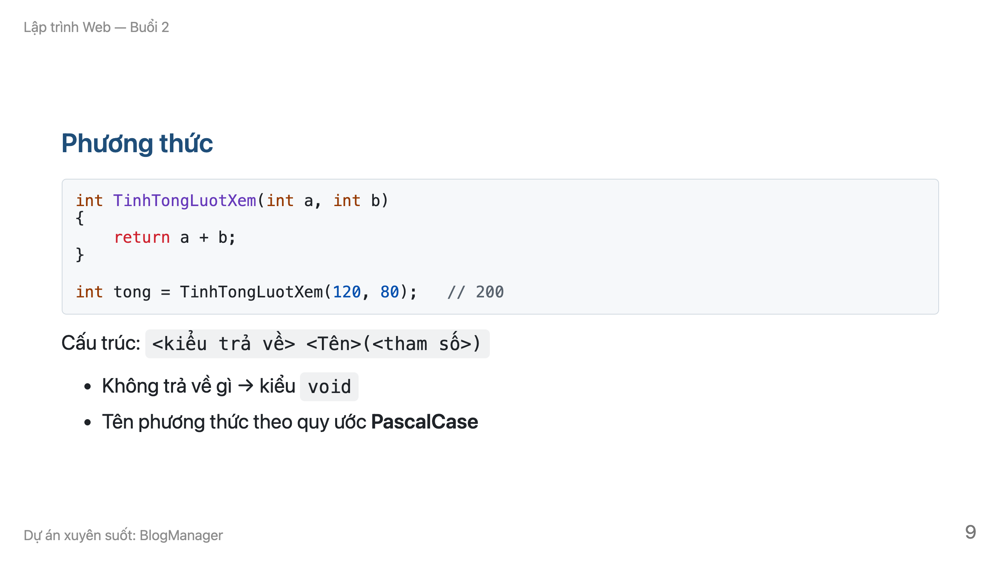 Lập trình Web — Buổi 2
Phương thức
int TinhTongLuotXem(int a, int b)
{
    return a + b;
}
int tong = TinhTongLuotXem(120, 80);   // 200
Cấu trúc: <kiểu trả về> <Tên>(<tham số>)
• Không trả về gì → kiểu void
• Tên phương thức theo quy ước PascalCase
Dự án xuyên suốt: BlogManager
9